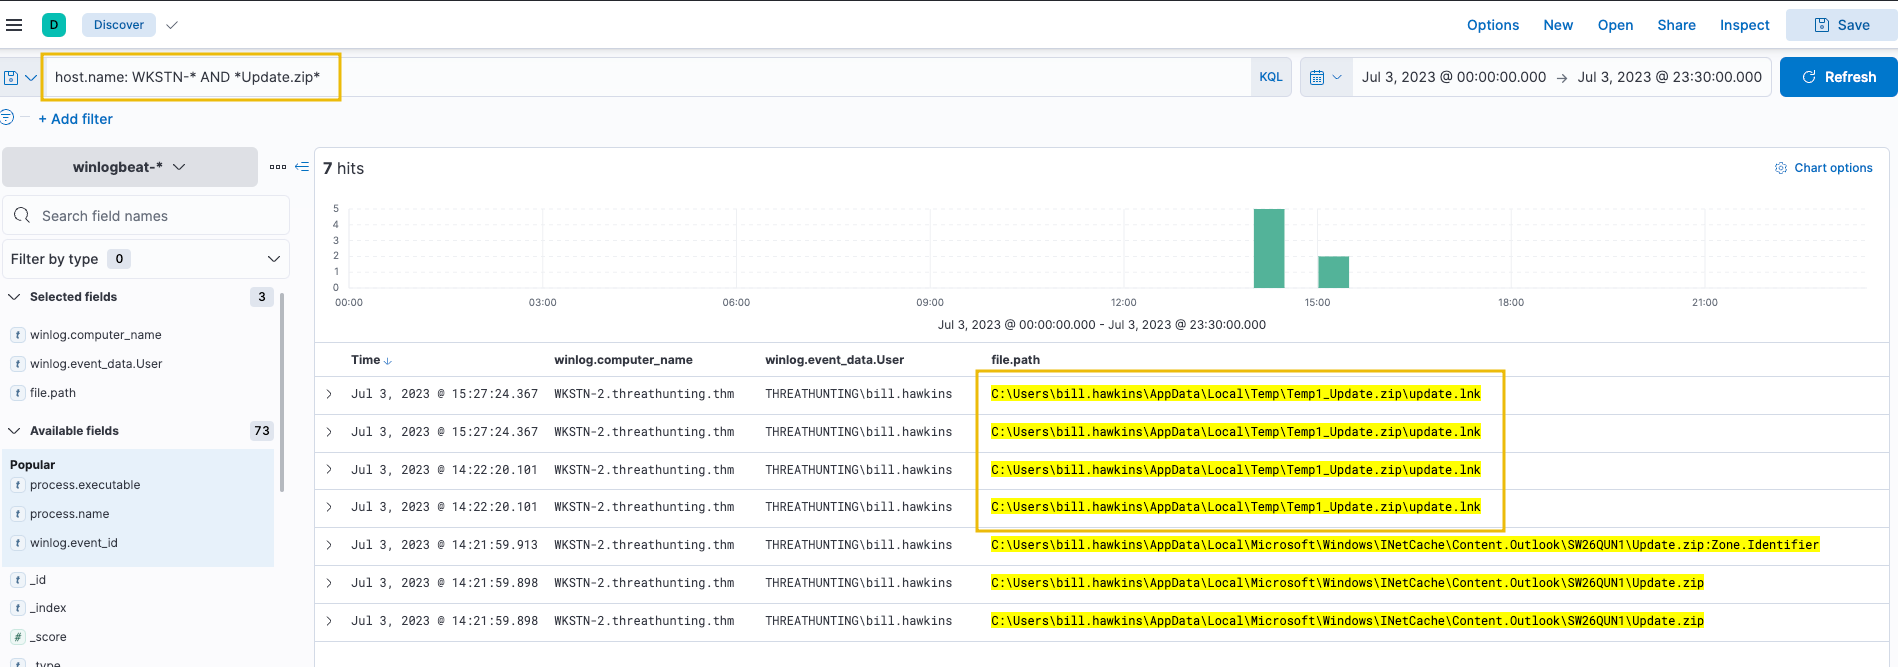 D Discover Options New Open Share Inspect Save
host.name: WKSTN-* AND *Update.zip* KQL Jul 3, 2023 @ 00:00:00.000 → Jul 3, 2023 @ 23:30:00.000 Refresh
+ Add filter
winlogbeat-*
7 hits Chart options
Search field names
Filter by type 0
Selected fields 3
t winlog.computer_name
t winlog.event_data.User
t file.path
Available fields 73
Popular
t process.executable
t process.name
t winlog.event_id
t _id
t _index
# _score
t _type
5
4
3
2
1
0
00:00 03:00 06:00 09:00 12:00 15:00 18:00 21:00
Jul 3, 2023 @ 00:00:00.000 - Jul 3, 2023 @ 23:30:00.000
Time ↓ winlog.computer_name winlog.event_data.User file.path
Jul 3, 2023 @ 15:27:24.367 WKSTN-2.threathunting.thm THREATHUNTING\bill.hawkins C:\Users\bill.hawkins\AppData\Local\Temp\Temp1_Update.zip\update.lnk
Jul 3, 2023 @ 15:27:24.367 WKSTN-2.threathunting.thm THREATHUNTING\bill.hawkins C:\Users\bill.hawkins\AppData\Local\Temp\Temp1_Update.zip\update.lnk
Jul 3, 2023 @ 14:22:20.101 WKSTN-2.threathunting.thm THREATHUNTING\bill.hawkins C:\Users\bill.hawkins\AppData\Local\Temp\Temp1_Update.zip\update.lnk
Jul 3, 2023 @ 14:22:20.101 WKSTN-2.threathunting.thm THREATHUNTING\bill.hawkins C:\Users\bill.hawkins\AppData\Local\Temp\Temp1_Update.zip\update.lnk
Jul 3, 2023 @ 14:21:59.913 WKSTN-2.threathunting.thm THREATHUNTING\bill.hawkins C:\Users\bill.hawkins\AppData\Local\Microsoft\Windows\INetCache\Content.Outlook\SW26QUN1\Update.zip:Zone.Identifier
Jul 3, 2023 @ 14:21:59.898 WKSTN-2.threathunting.thm THREATHUNTING\bill.hawkins C:\Users\bill.hawkins\AppData\Local\Microsoft\Windows\INetCache\Content.Outlook\SW26QUN1\Update.zip
Jul 3, 2023 @ 14:21:59.898 WKSTN-2.threathunting.thm THREATHUNTING\bill.hawkins C:\Users\bill.hawkins\AppData\Local\Microsoft\Windows\INetCache\Content.Outlook\SW26QUN1\Update.zip